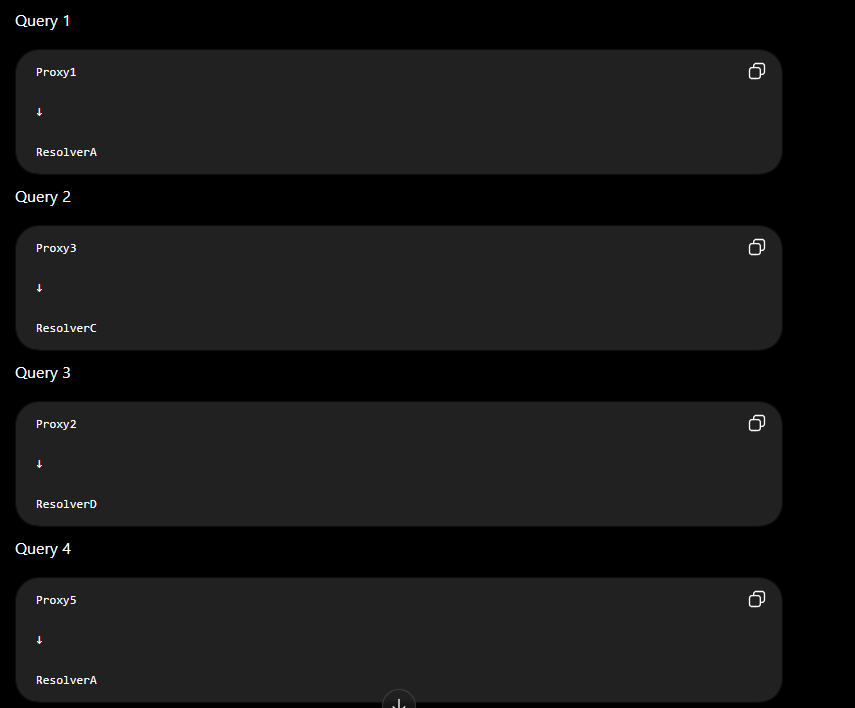 Query 1
Proxy1
↓
ResolverA
Query 2
Proxy3
↓
ResolverC
Query 3
Proxy2
↓
ResolverD
Query 4
Proxy5
↓
ResolverA